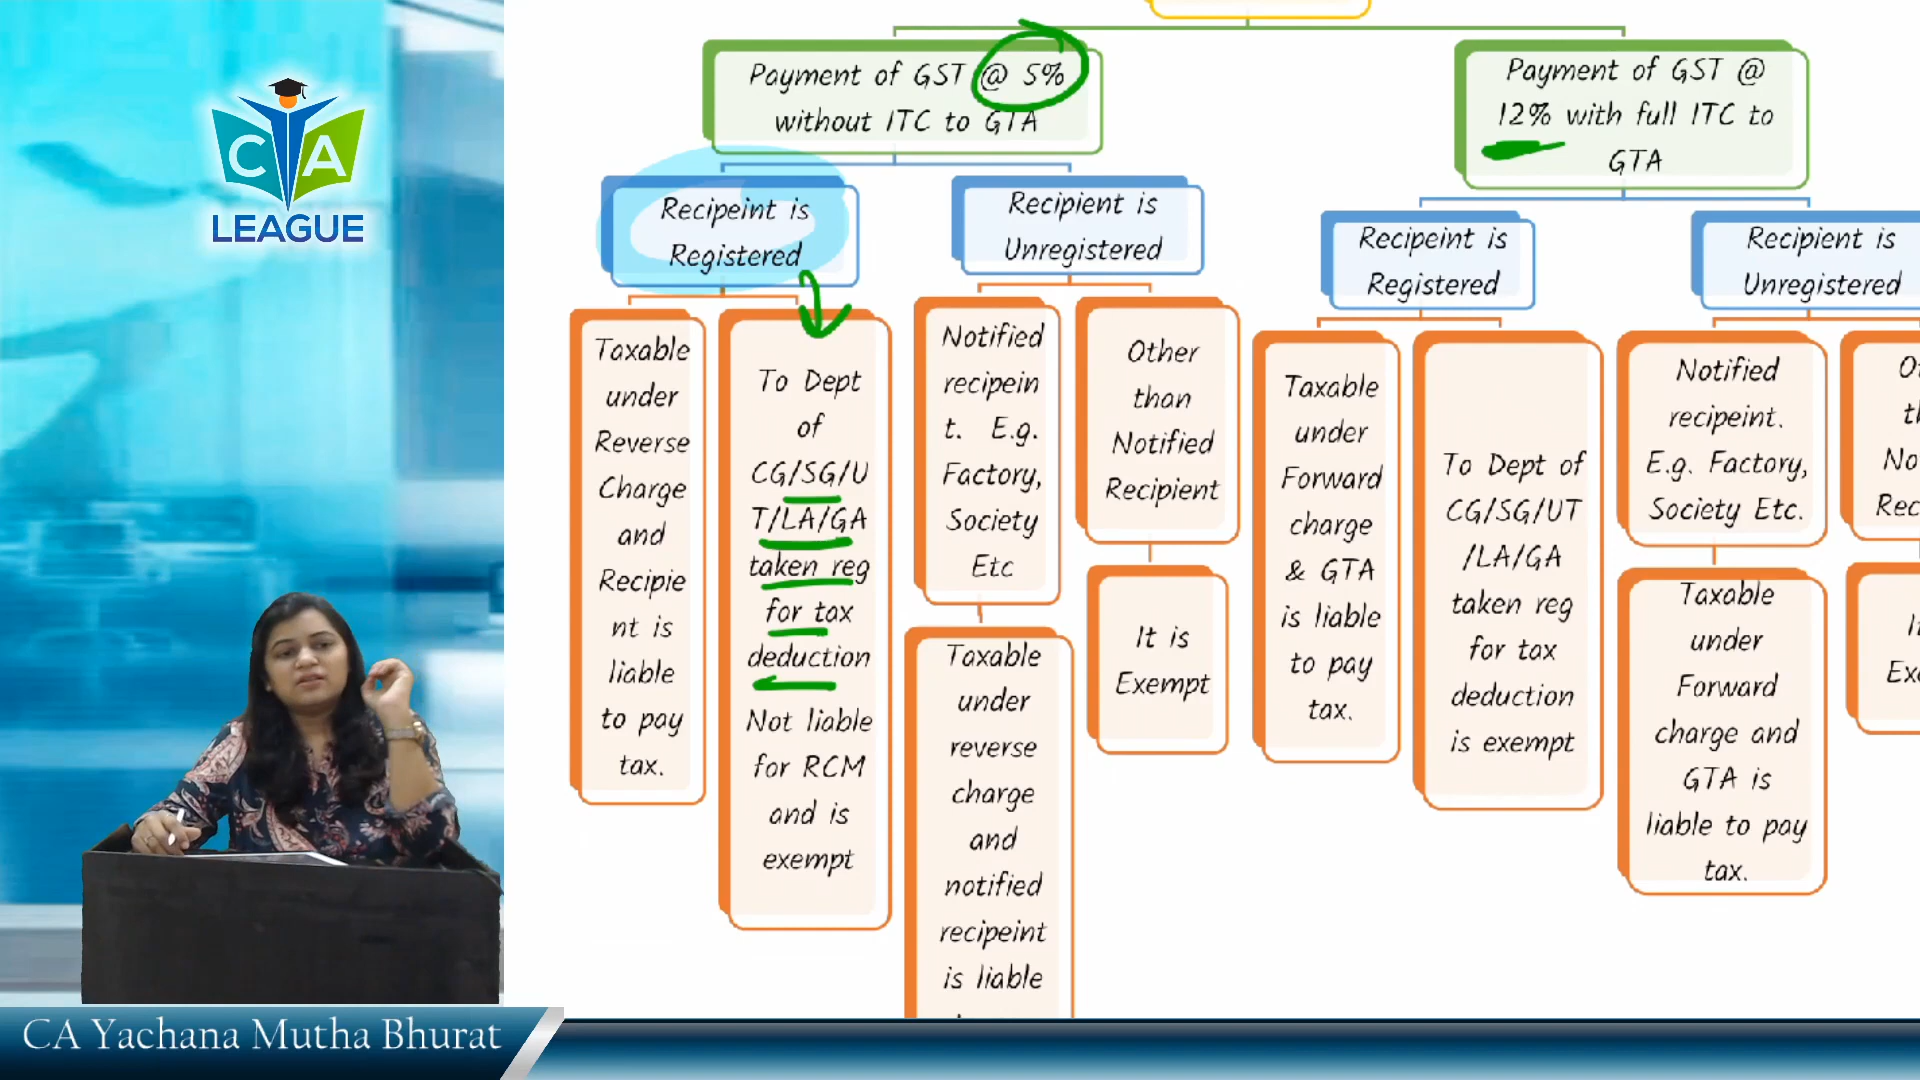 CA
LEAGUE
Payment of GST @ 5%
without ITC to GTA
Payment of GST @
12% with full ITC to
GTA
Recipeint is
Registered
Recipient is
Unregistered
Recipeint is
Registered
Recipient is
Unregistered
Taxable
under
Reverse
Charge
and
Recipie
nt is
liable
to pay
tax.
To Dept
of
CG/SG/U
T/LA/GA
taken reg
for tax
deduction
Not liable
for RCM
and is
exempt
Notified
recipein
t. E.g.
Factory,
Society
Etc
Taxable
under
reverse
charge
and
notified
recipeint
is liable
Other
than
Notified
Recipient
It is
Exempt
Taxable
under
Forward
charge
& GTA
is liable
to pay
tax.
To Dept of
CG/SG/UT
/LA/GA
taken reg
for tax
deduction
is exempt
Notified
recipeint.
E.g. Factory,
Society Etc.
Taxable
under
Forward
charge and
GTA is
liable to pay
tax.
CA Yachana Mutha Bhurat